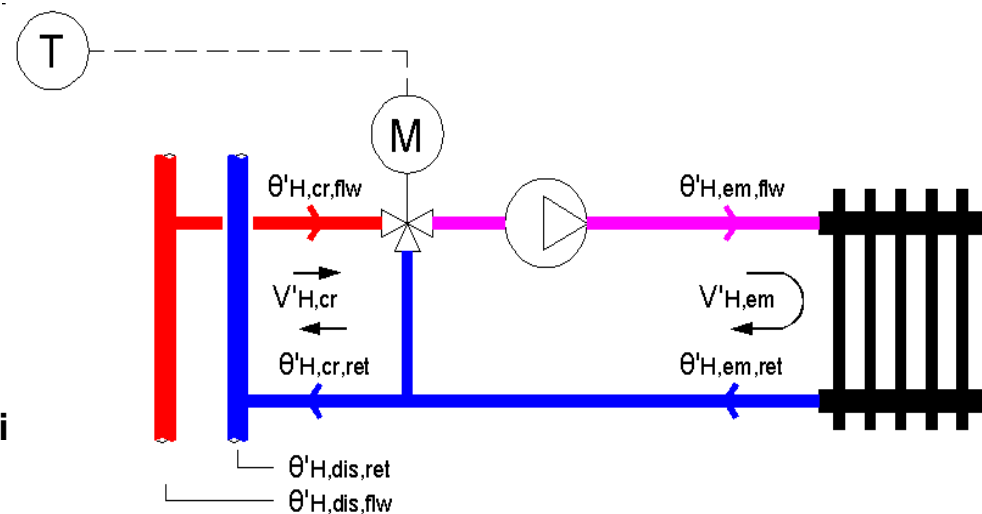 T
M
θ'H,cr,flw
θ'H,em,flw
V'H,cr
V'H,em
θ'H,cr,ret
θ'H,em,ret
i
θ'H,dis,ret
θ'H,dis,flw